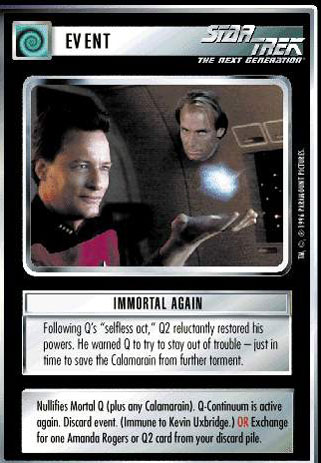 EVENT
STAR TREK
THE NEXT GENERATION
TM, ©, ® 1996 PARAMOUNT PICTURES.
IMMORTAL AGAIN
Following Q's "selfless act," Q2 reluctantly restored his
powers. He warned Q to try to stay out of trouble – just in
time to save the Calamarain from further torment.
Nullifies Mortal Q (plus any Calamarain). Q-Continuum is active
again. Discard event. (Immune to Kevin Uxbridge.) OR Exchange
for one Amanda Rogers or Q2 card from your discard pile.